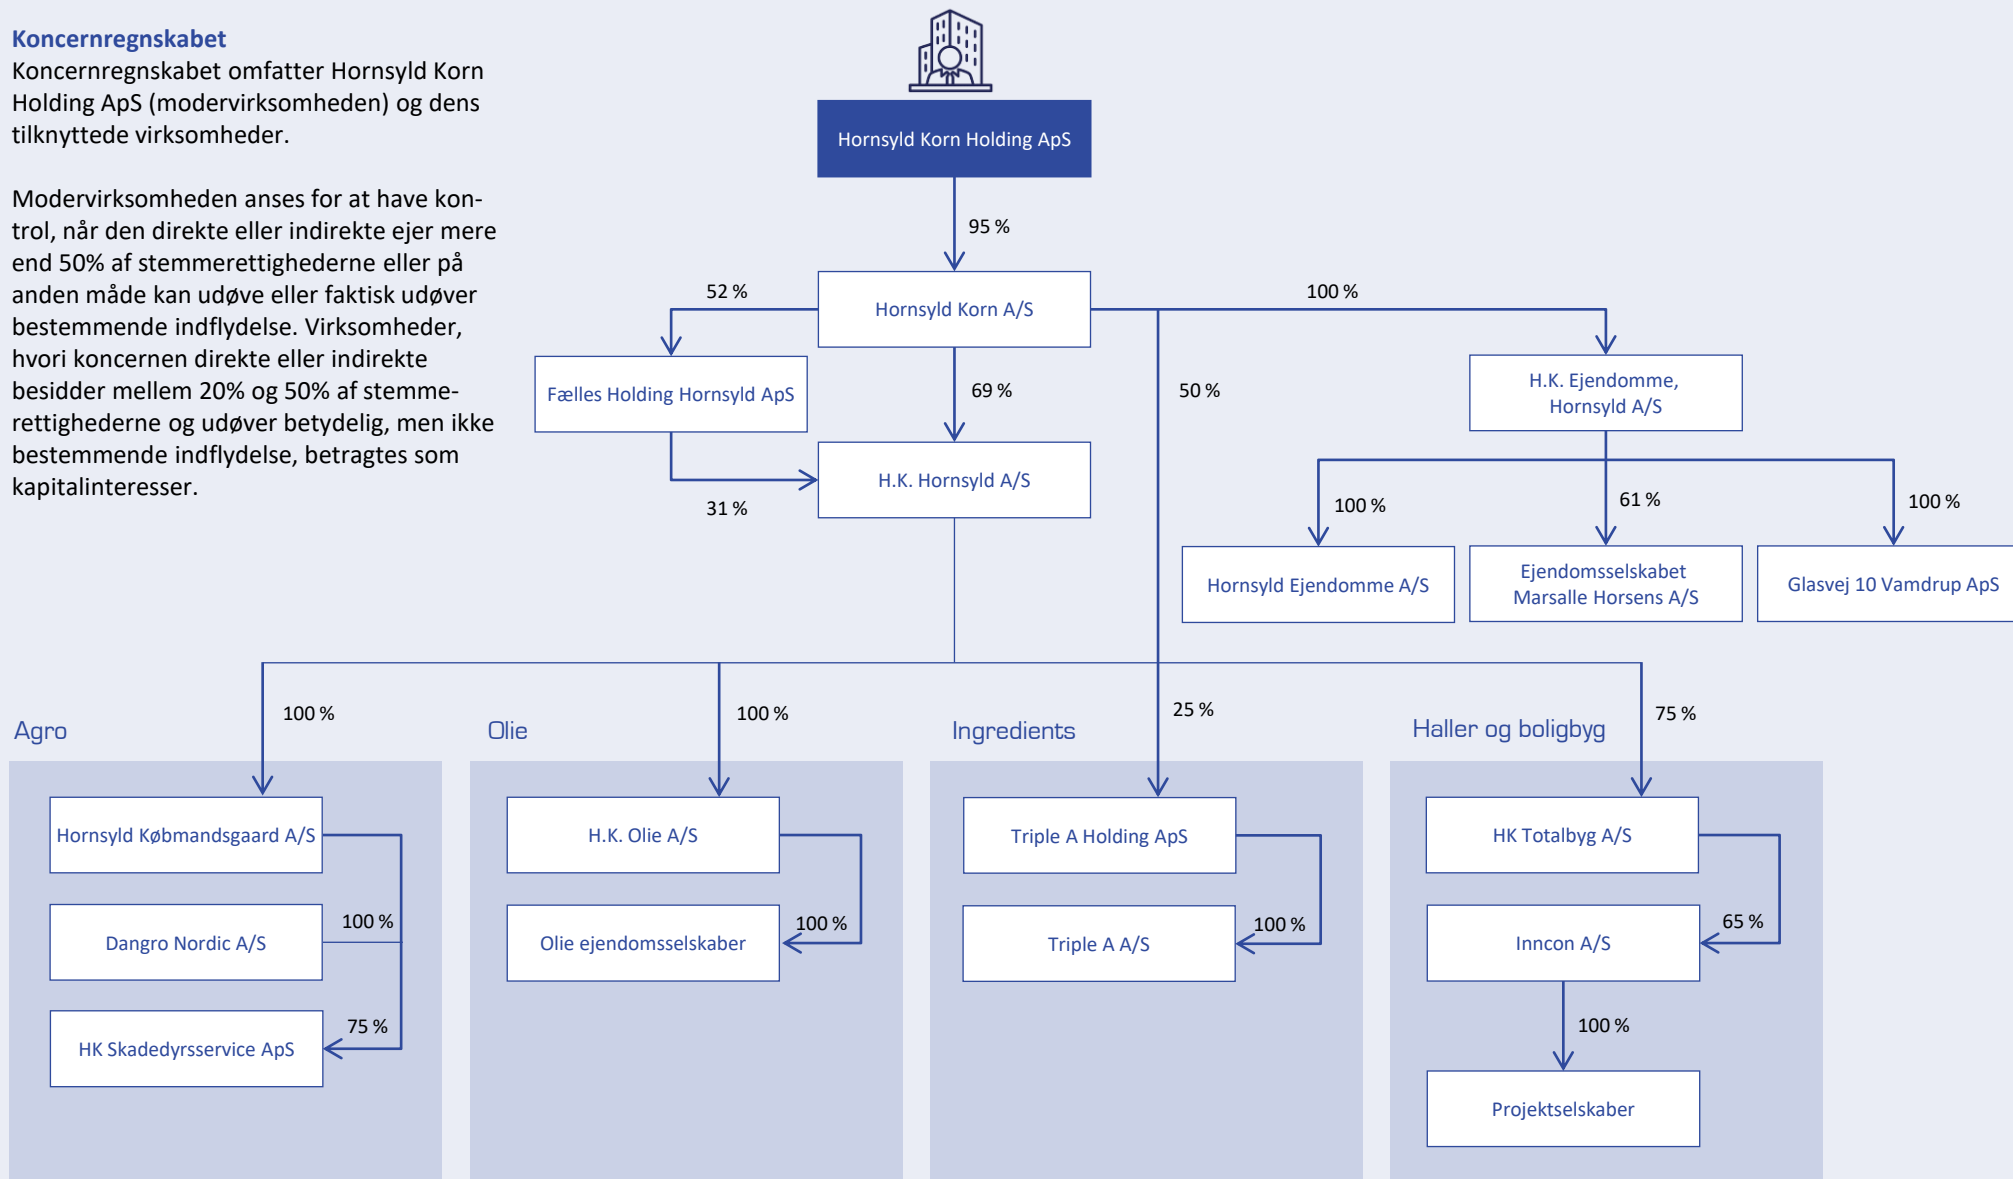 Koncernregnskabet
Koncernregnskabet omfatter Hornsyld Korn
Holding ApS (modervirksomheden) og dens
tilknyttede virksomheder.
Modervirksomheden anses for at have kon-
trol, når den direkte eller indirekte ejer mere
end 50% af stemmerettighederne eller på
anden måde kan udøve eller faktisk udøver
bestemmende indflydelse. Virksomheder,
hvori koncernen direkte eller indirekte
besidder mellem 20% og 50% af stemme-
rettighederne og udøver betydelig, men ikke
bestemmende indflydelse, betragtes som
kapitalinteresser.
Hornsyld Korn Holding ApS
95 %
Hornsyld Korn A/S
52 %
100 %
Fælles Holding Hornsyld ApS
69 %
50 %
H.K. Ejendomme,
Hornsyld A/S
H.K. Hornsyld A/S
31 %
100 %
61 %
100 %
Hornsyld Ejendomme A/S
Ejendomsselskabet
Marsalle Horsens A/S
Glasvej 10 Vamdrup ApS
100 %
100 %
25 %
75 %
Agro
Hornsyld Købmandsgaard A/S
100 %
Dangro Nordic A/S
75 %
HK Skadedyrsservice ApS
Olie
H.K. Olie A/S
100 %
Olie ejendomsselskaber
Ingredients
Triple A Holding ApS
100 %
Triple A A/S
Haller og boligbyg
HK Totalbyg A/S
65 %
Inncon A/S
100 %
Projektselskaber